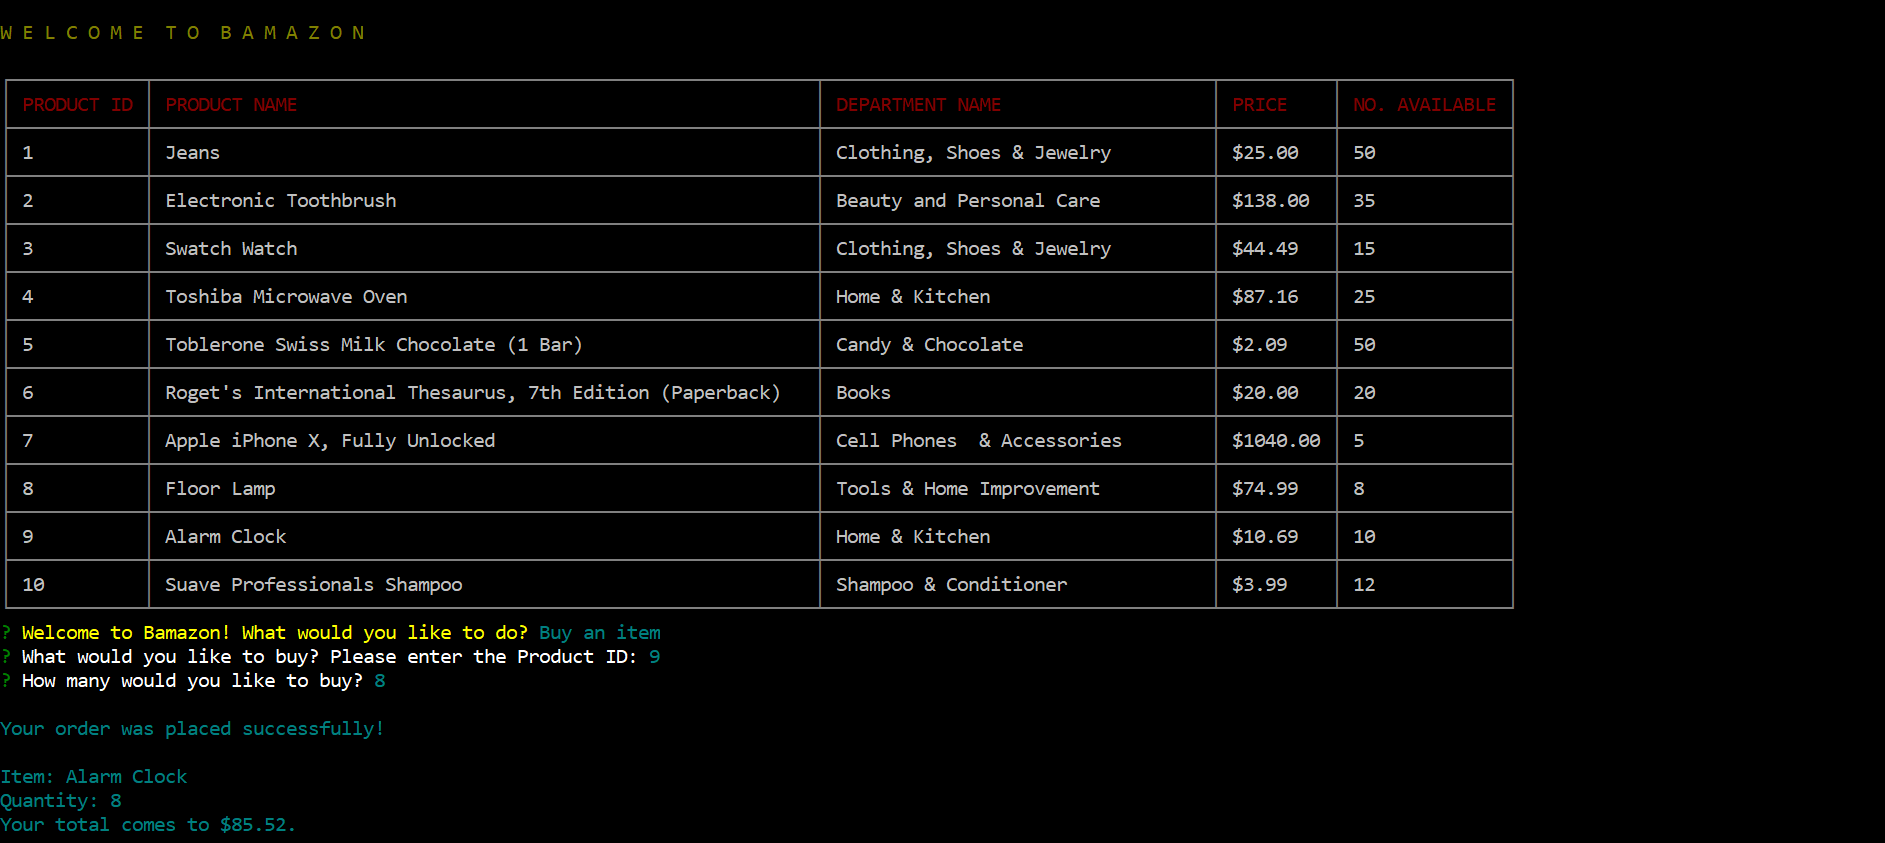 W E L C O M E  T O  B A M A Z O N
PRODUCT ID PRODUCT NAME DEPARTMENT NAME PRICE NO. AVAILABLE
1 Jeans Clothing, Shoes & Jewelry $25.00 50
2 Electronic Toothbrush Beauty and Personal Care $138.00 35
3 Swatch Watch Clothing, Shoes & Jewelry $44.49 15
4 Toshiba Microwave Oven Home & Kitchen $87.16 25
5 Toblerone Swiss Milk Chocolate (1 Bar) Candy & Chocolate $2.09 50
6 Roget's International Thesaurus, 7th Edition (Paperback) Books $20.00 20
7 Apple iPhone X, Fully Unlocked Cell Phones  & Accessories $1040.00 5
8 Floor Lamp Tools & Home Improvement $74.99 8
9 Alarm Clock Home & Kitchen $10.69 10
10 Suave Professionals Shampoo Shampoo & Conditioner $3.99 12
? Welcome to Bamazon! What would you like to do? Buy an item
? What would you like to buy? Please enter the Product ID: 9
? How many would you like to buy? 8
Your order was placed successfully!
Item: Alarm Clock
Quantity: 8
Your total comes to $85.52.